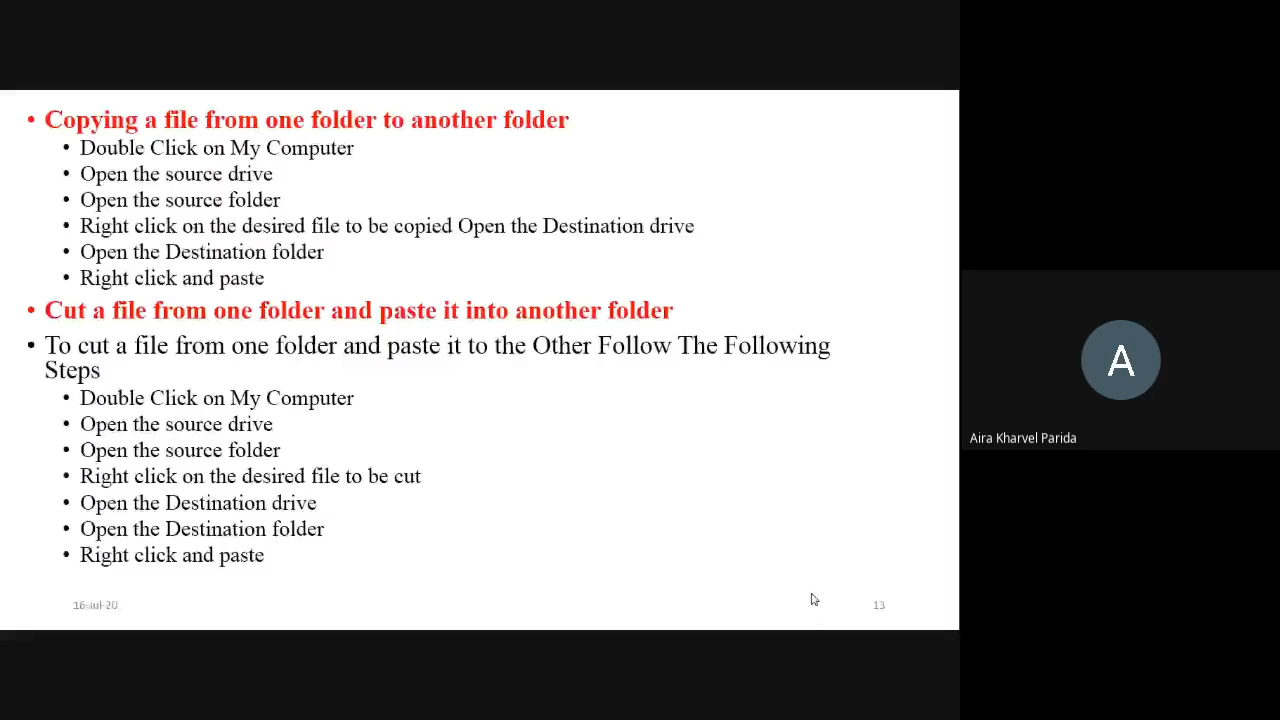 • Copying a file from one folder to another folder
• Double Click on My Computer
• Open the source drive
• Open the source folder
• Right click on the desired file to be copied Open the Destination drive
• Open the Destination folder
• Right click and paste
• Cut a file from one folder and paste it into another folder
• To cut a file from one folder and paste it to the Other Follow The Following
Steps
• Double Click on My Computer
• Open the source drive
• Open the source folder
• Right click on the desired file to be cut
• Open the Destination drive
• Open the Destination folder
• Right click and paste
16-Jul-20
13
A
Aira Kharvel Parida